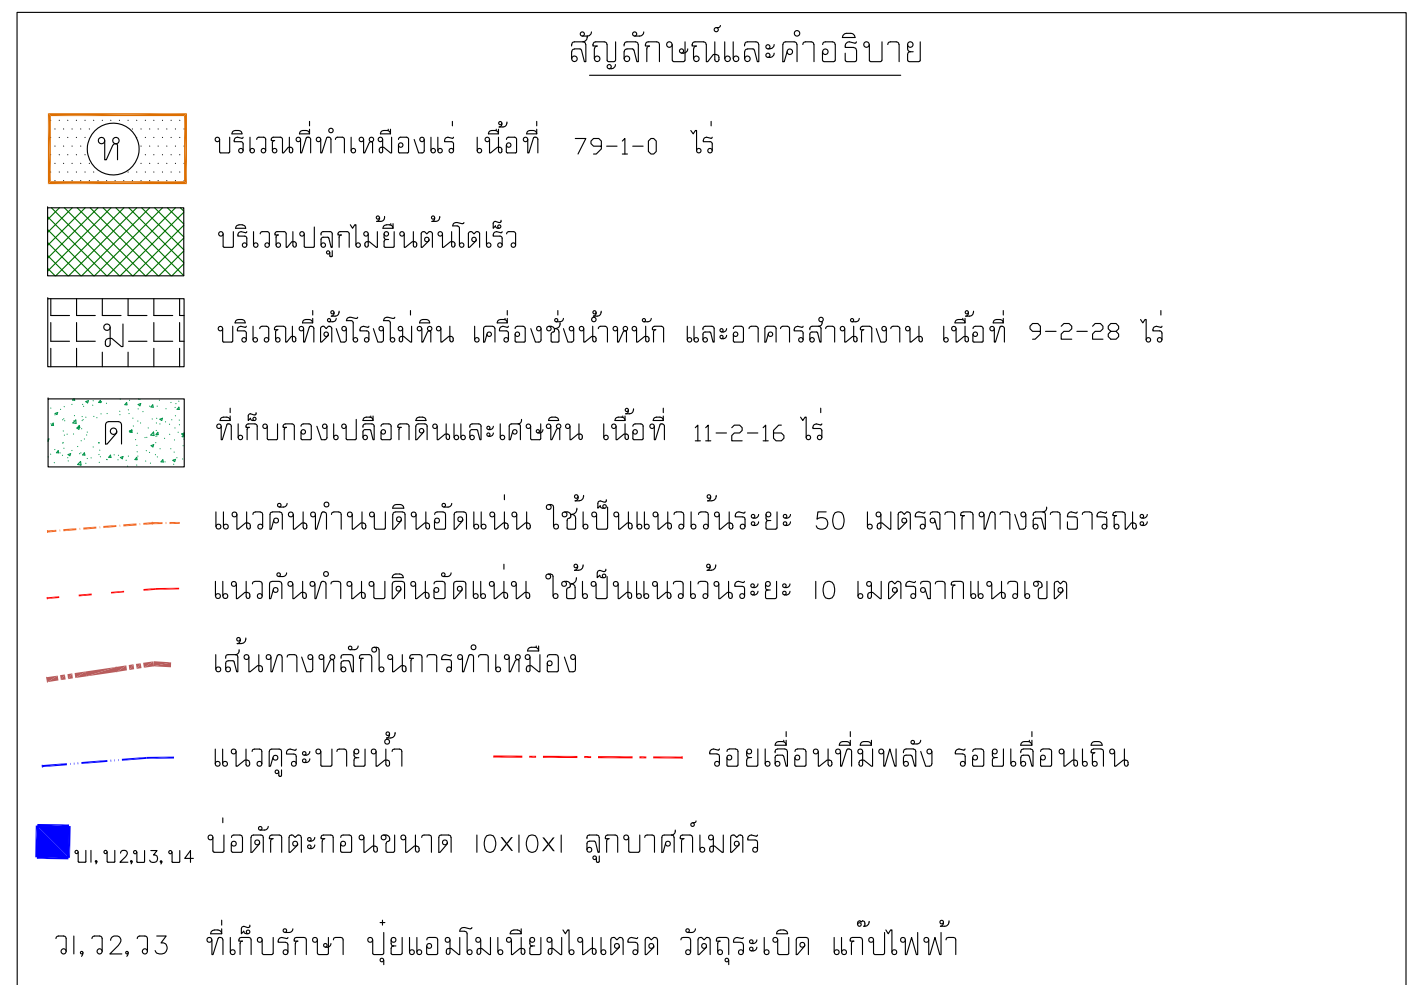 สัญลักษณ์และคำอธิบาย
ห บริเวณที่ทำเหมืองแร่ เนื้อที่ 79-1-0 ไร่
บริเวณปลูกไม้ยืนต้นโตเร็ว
ม บริเวณที่ตั้งโรงโม่หิน เครื่องชั่งน้ำหนัก และอาคารสำนักงาน เนื้อที่ 9-2-28 ไร่
ด ที่เก็บกองเปลือกดินและเศษหิน เนื้อที่ 11-2-16 ไร่
แนวคันทำนบดินอัดแน่น ใช้เป็นแนวเว้นระยะ 50 เมตรจากทางสาธารณะ
แนวคันทำนบดินอัดแน่น ใช้เป็นแนวเว้นระยะ 10 เมตรจากแนวเขต
เส้นทางหลักในการทำเหมือง
แนวคูระบายน้ำ รอยเลื่อนที่มีพลัง รอยเลื่อนเถิน
บ1, บ2,บ3, บ4 บ่อดักตะกอนขนาด 10x10x1 ลูกบาศก์เมตร
ว1, ว2, ว3 ที่เก็บรักษา ปุ๋ยแอมโมเนียมไนเตรต วัตถุระเบิด แก๊ปไฟฟ้า